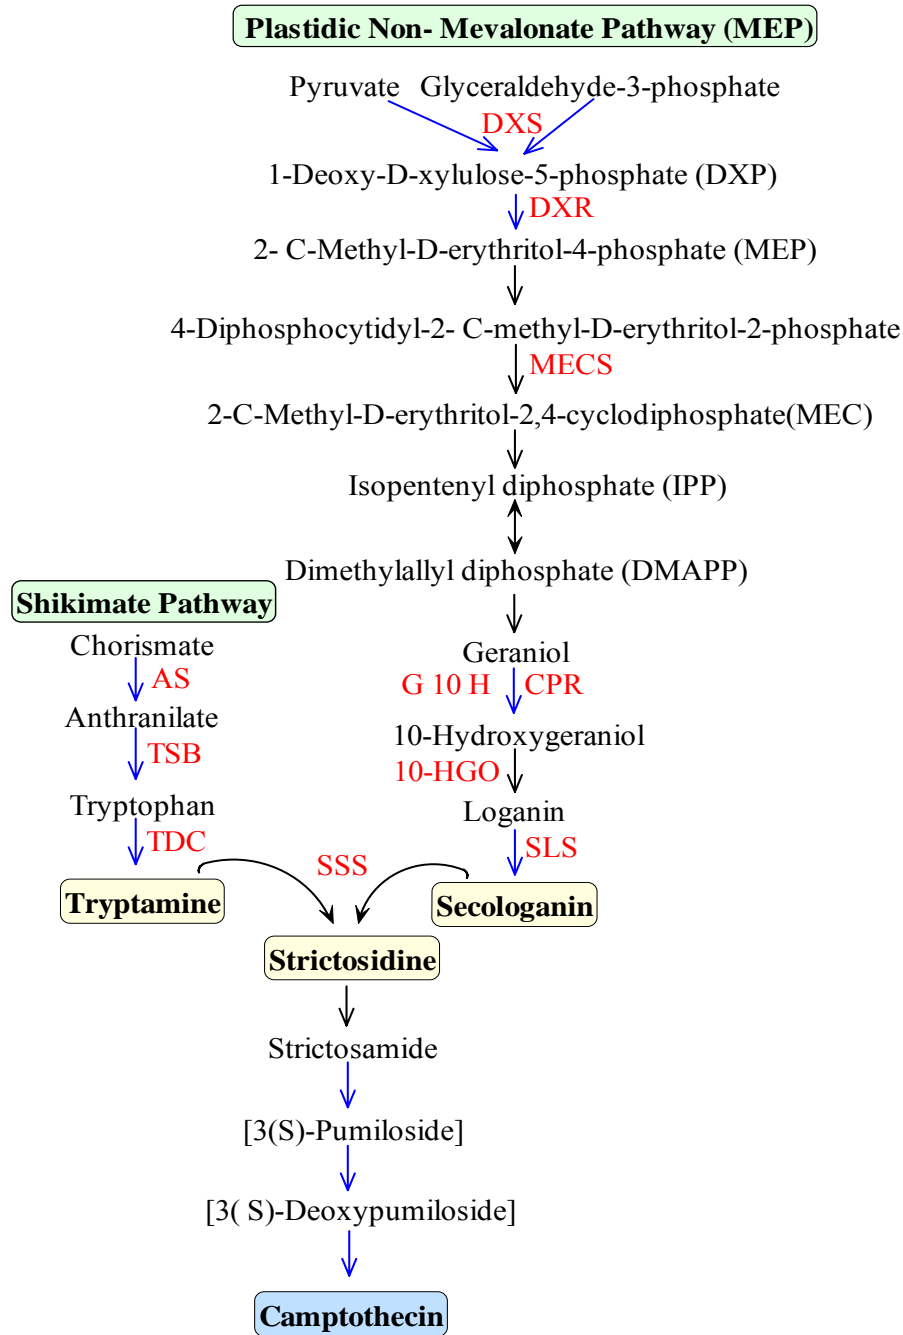 Plastidic Non- Mevalonate Pathway (MEP)
Pyruvate Glyceraldehyde-3-phosphate
DXS
1-Deoxy-D-xylulose-5-phosphate (DXP)
DXR
2- C-Methyl-D-erythritol-4-phosphate (MEP)
4-Diphosphocytidyl-2- C-methyl-D-erythritol-2-phosphate
MECS
2-C-Methyl-D-erythritol-2,4-cyclodiphosphate(MEC)
Isopentenyl diphosphate (IPP)
Dimethylallyl diphosphate (DMAPP)
Geraniol
G 10 H CPR
10-Hydroxygeraniol
10-HGO
Loganin
SLS
Secologanin
Shikimate Pathway
Chorismate
AS
Anthranilate
TSB
Tryptophan
TDC
Tryptamine
SSS
Strictosidine
Strictosamide
[3(S)-Pumiloside]
[3( S)-Deoxypumiloside]
Camptothecin